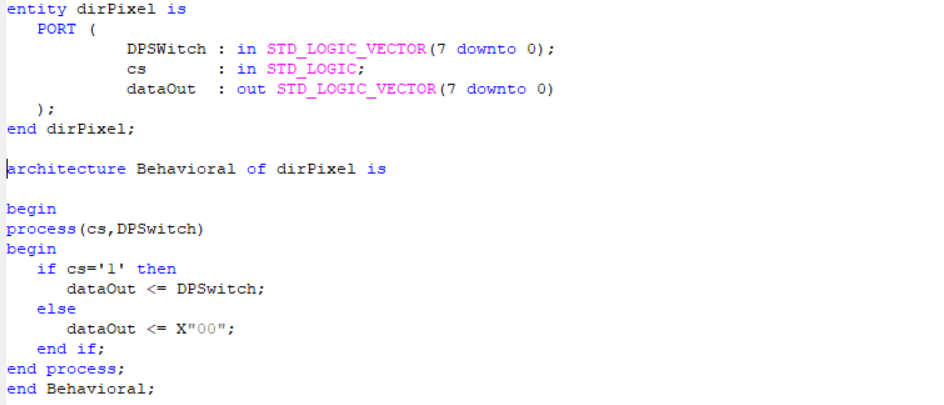 entity dirPixel is
PORT (
DPSWitch : in STD_LOGIC_VECTOR(7 downto 0);
cs : in STD_LOGIC;
dataOut : out STD_LOGIC_VECTOR(7 downto 0)
);
end dirPixel;
architecture Behavioral of dirPixel is
begin
process(cs,DPSwitch)
begin
if cs='1' then
dataOut <= DPSwitch;
else
dataOut <= X"00";
end if;
end process;
end Behavioral;